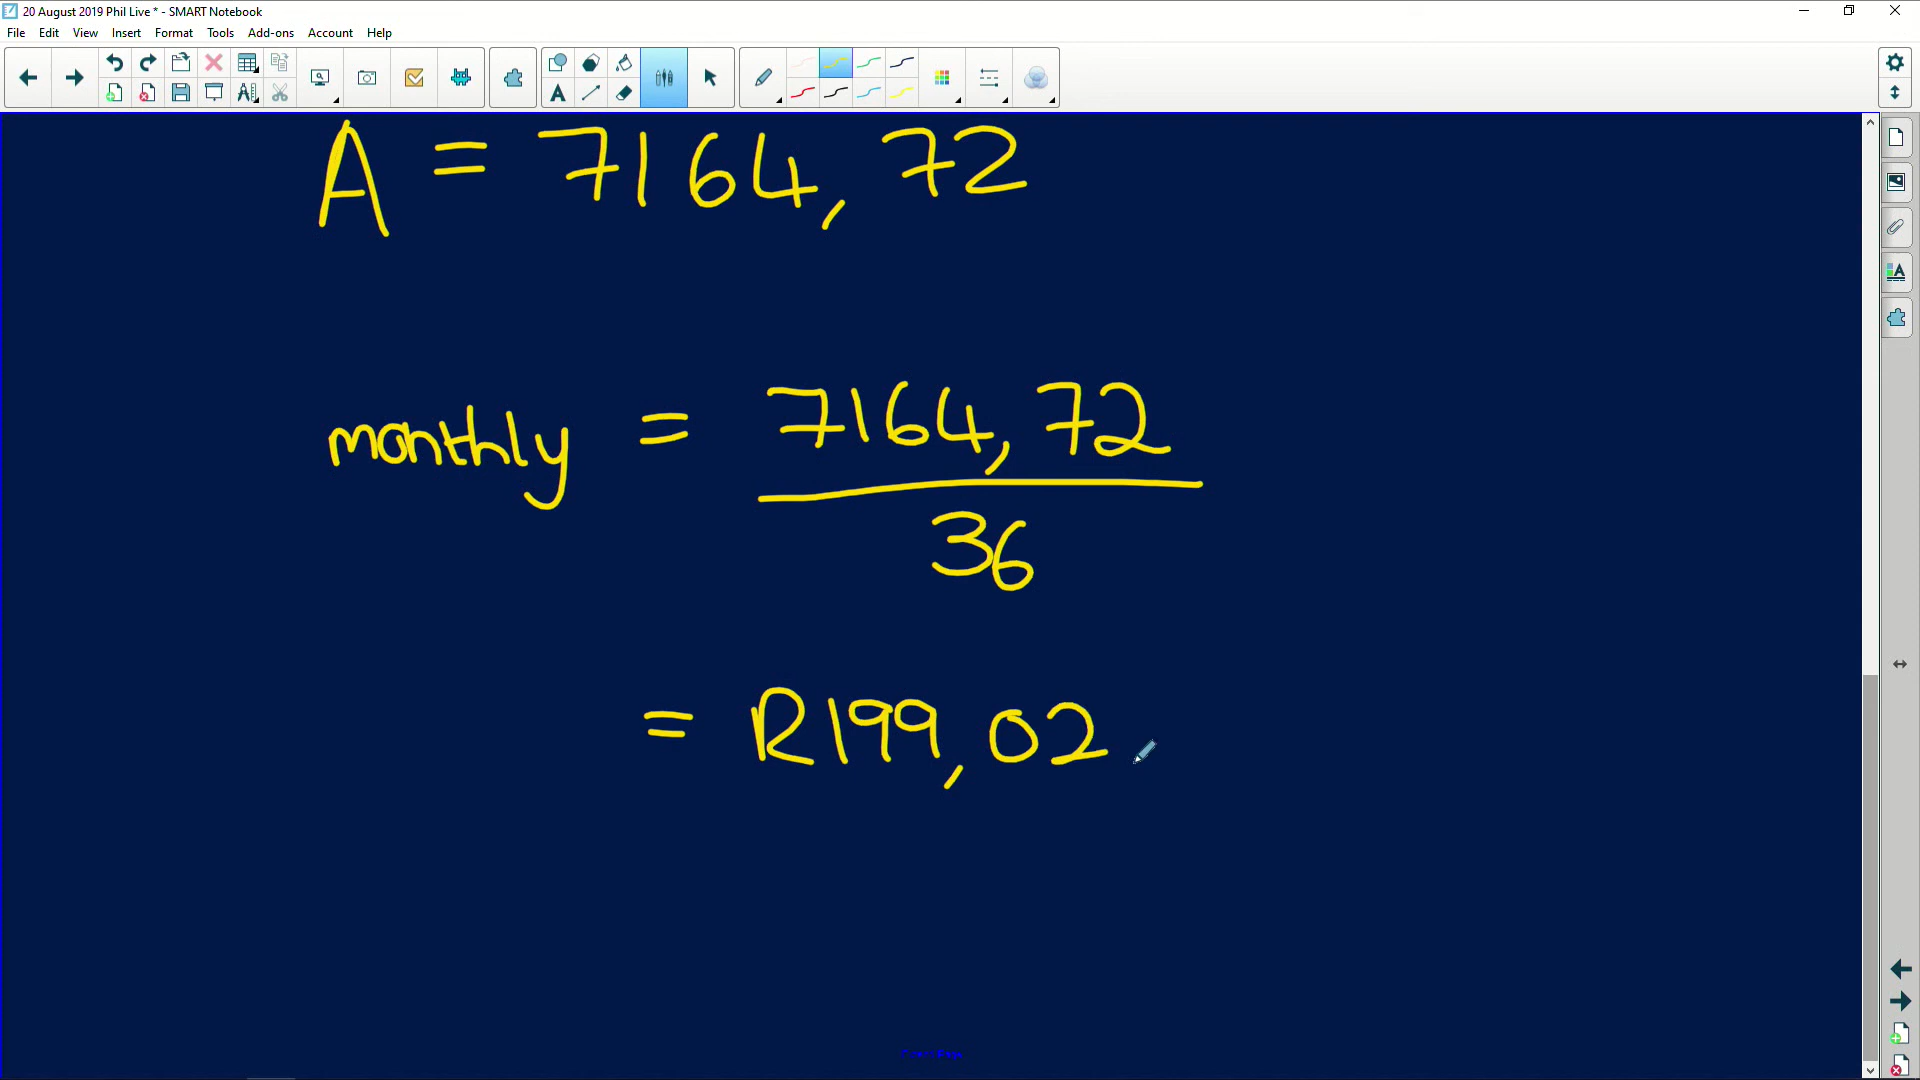 20 August 2019 Phil Live * - SMART Notebook
File Edit View Insert Format Tools Add-ons Account Help
A = 7164,72
monthly = 7164,72
36
= R199,02